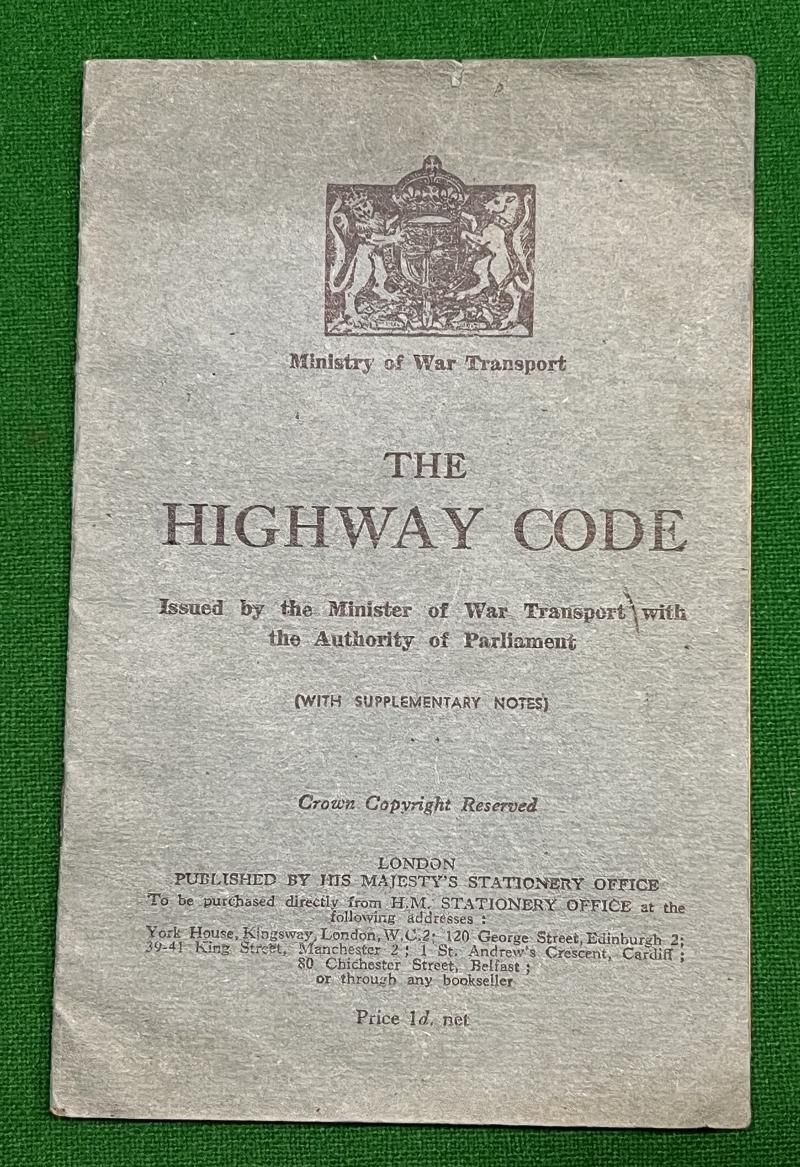 Ministry of War Transport
THE
HIGHWAY CODE
Issued by the Minister of War Transport with
the Authority of Parliament
(WITH SUPPLEMENTARY NOTES)
Crown Copyright Reserved
LONDON
PUBLISHED BY HIS MAJESTY'S STATIONERY OFFICE
To be purchased directly from H.M. STATIONERY OFFICE at the
following addresses :
York House, Kingsway, London, W.C.2; 120 George Street, Edinburgh 2;
39-41 King Street, Manchester 2 ; 1 St. Andrew's Crescent, Cardiff ;
80 Chichester Street, Belfast ;
or through any bookseller
Price 1d. net